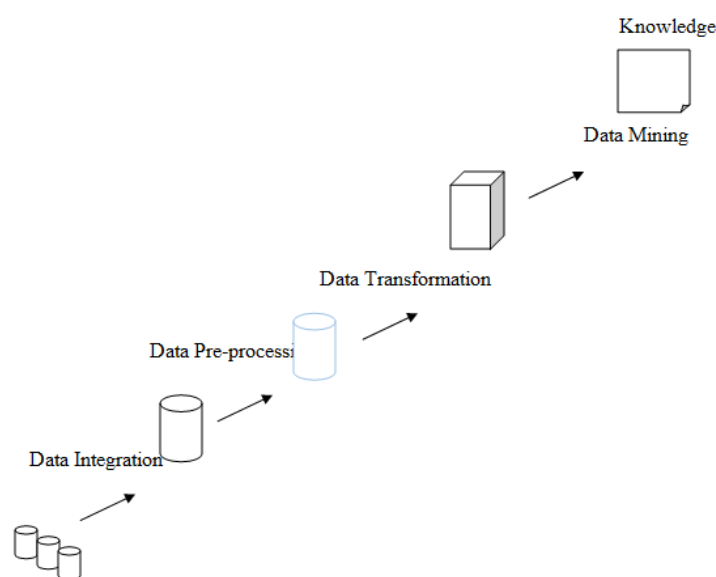 Knowledge
Data Mining
Data Transformation
Data Pre-processi
Data Integration